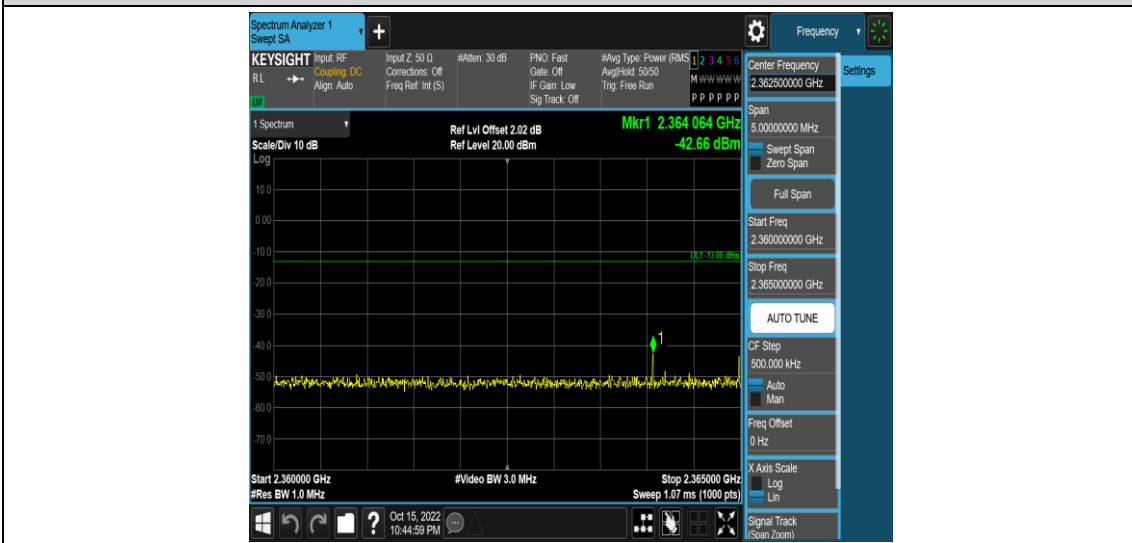 Spectrum Analyzer 1
Swept SA
Frequency
KEYSIGHT
RL
Input: RF
Coupling: DC
Align: Auto
Input Z: 50 Ω
Corrections: Off
Freq Ref: Int (S)
#Atten: 30 dB
PNO: Fast
Gate: Off
IF Gain: Low
Sig Track: Off
#Avg Type: Power (RMS
Avg|Hold: 50/50
Trig: Free Run
1 2 3 4 5 6
M W W W W W
P P P P P P
1 Spectrum
Scale/Div 10 dB
Log
Ref Lvl Offset 2.02 dB
Ref Level 20.00 dBm
Mkr1 2.364 064 GHz
-42.66 dBm
10.0
0.00
-10.0
DL1 -13.00 dBm
-20.0
-30.0
1
-40.0
-50.0
-60.0
-70.0
Start 2.360000 GHz
#Res BW 1.0 MHz
#Video BW 3.0 MHz
Stop 2.365000 GHz
Sweep 1.07 ms (1000 pts)
Center Frequency
2.362500000 GHz
Settings
Span
5.00000000 MHz
Swept Span
Zero Span
Full Span
Start Freq
2.360000000 GHz
Stop Freq
2.365000000 GHz
AUTO TUNE
CF Step
500.000 kHz
Auto
Man
Freq Offset
0 Hz
X Axis Scale
Log
Lin
Signal Track
(Span Zoom)
?
Oct 15, 2022
10:44:59 PM